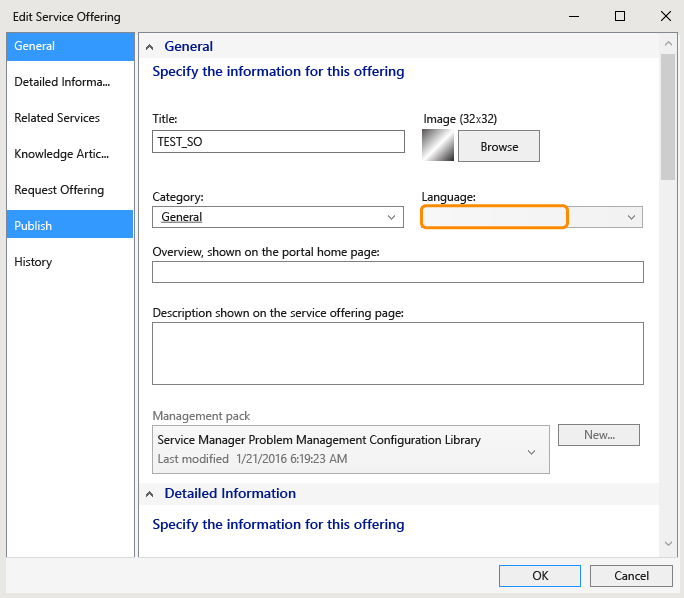 Edit Service Offering
General
Detailed Informa...
Related Services
Knowledge Artic...
Request Offering
Publish
History
General
Specify the information for this offering
Title:
TEST_SO
Image (32x32)
Browse
Category:
General
Language:
Overview, shown on the portal home page:
Description shown on the service offering page:
Management pack
Service Manager Problem Management Configuration Library
Last modified 1/21/2016 6:19:23 AM
New...
Detailed Information
Specify the information for this offering
OK
Cancel